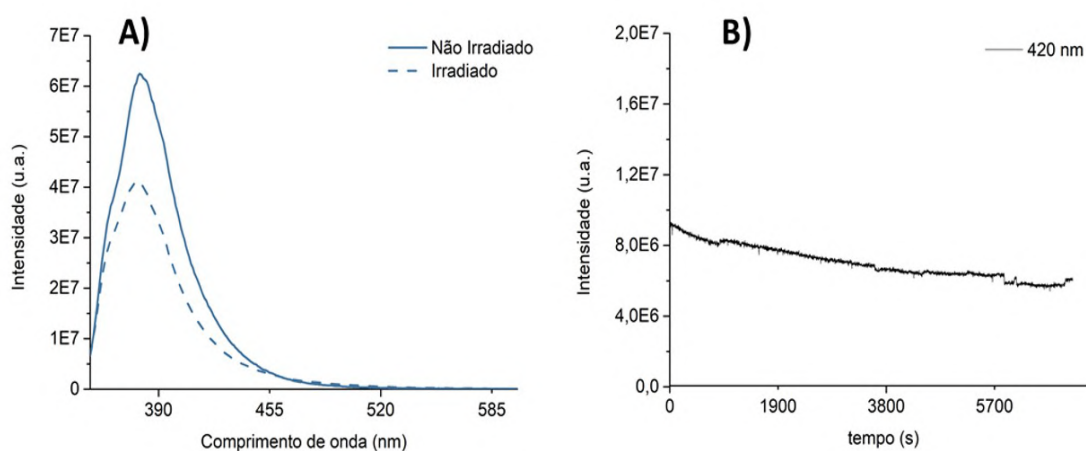 A)
Não Irradiado
Irradiado
7E7
6E7
5E7
4E7
3E7
2E7
1E7
0
Intensidade (u.a.)
390
455
520
585
Comprimento de onda (nm)
B)
420 nm
2,0E7
1,6E7
1,2E7
8,0E6
4,0E6
0,0
Intensidade (u.a.)
0
1900
3800
5700
tempo (s)